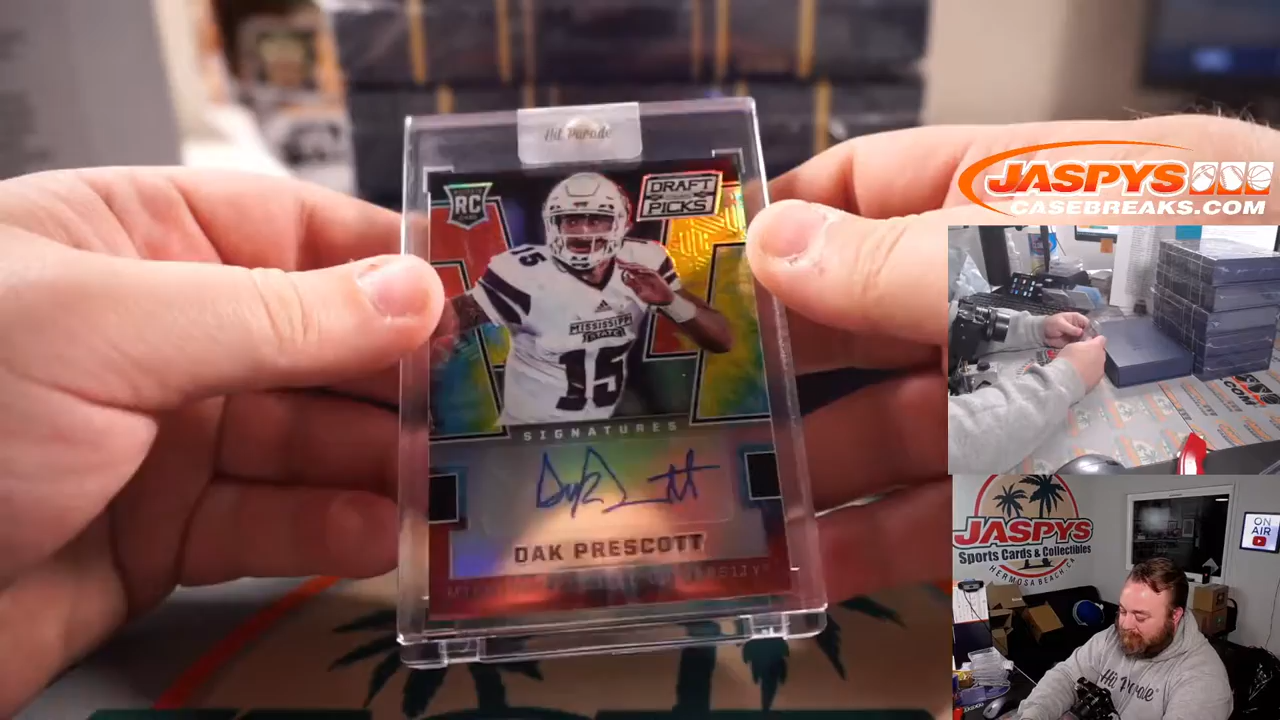 Hit Parade
RC
DRAFT
PICKS
15
MISSISSIPPI
STATE
15
SIGNATURES
DAK PRESCOTT
JASPYS
CASEBREAKS.COM
JASPYS
Sports Cards & Collectibles
HERMOSA BEACH, CA
ON
AIR
Hit Parade